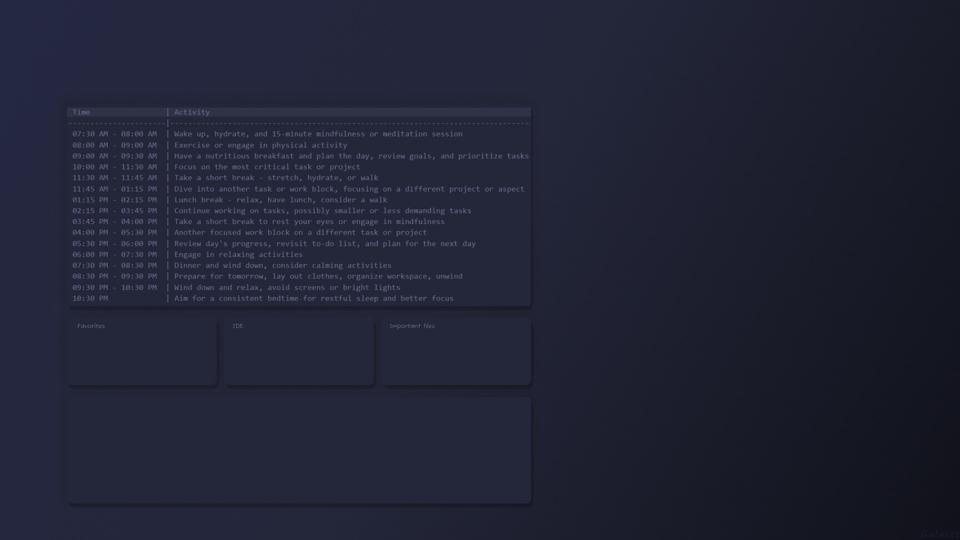 Time | Activity
---------------------|--------------------------------------------------------------------------------
07:30 AM - 08:00 AM | Wake up, hydrate, and 15-minute mindfulness or meditation session
08:00 AM - 09:00 AM | Exercise or engage in physical activity
09:00 AM - 09:30 AM | Have a nutritious breakfast and plan the day, review goals, and prioritize tasks
10:00 AM - 11:30 AM | Focus on the most critical task or project
11:30 AM - 11:45 AM | Take a short break - stretch, hydrate, or walk
11:45 AM - 01:15 PM | Dive into another task or work block, focusing on a different project or aspect
01:15 PM - 02:15 PM | Lunch break - relax, have lunch, consider a walk
02:15 PM - 03:45 PM | Continue working on tasks, possibly smaller or less demanding tasks
03:45 PM - 04:00 PM | Take a short break to rest your eyes or engage in mindfulness
04:00 PM - 05:30 PM | Another focused work block on a different task or project
05:30 PM - 06:00 PM | Review day's progress, revisit to-do list, and plan for the next day
06:00 PM - 07:30 PM | Engage in relaxing activities
07:30 PM - 08:30 PM | Dinner and wind down, consider calming activities
08:30 PM - 09:30 PM | Prepare for tomorrow, lay out clothes, organize workspace, unwind
09:30 PM - 10:30 PM | Wind down and relax, avoid screens or bright lights
10:30 PM | Aim for a consistent bedtime for restful sleep and better focus
Favorites
IDE
Important files